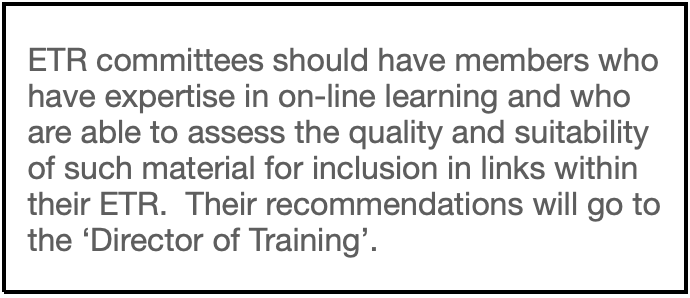 ETR committees should have members who
have expertise in on-line learning and who
are able to assess the quality and suitability
of such material for inclusion in links within
their ETR.  Their recommendations will go to
the ‘Director of Training’.